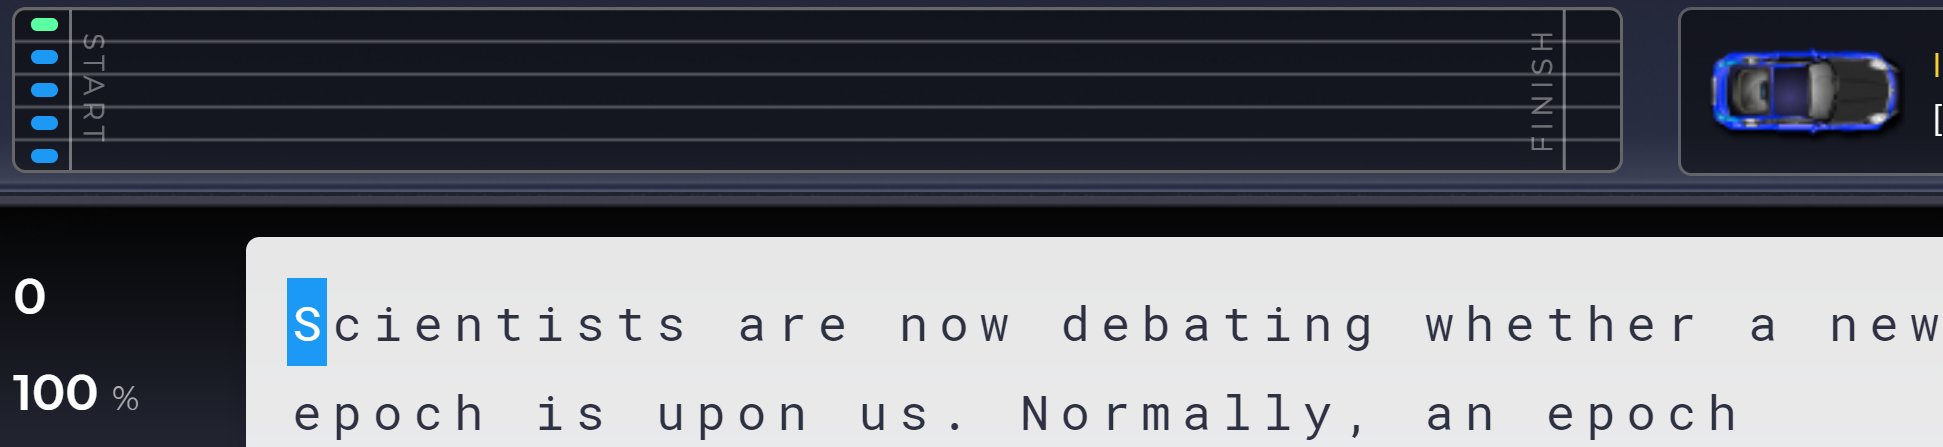 START
FINISH
[
0
100 %
Scientists are now debating whether a new
epoch is upon us. Normally, an epoch